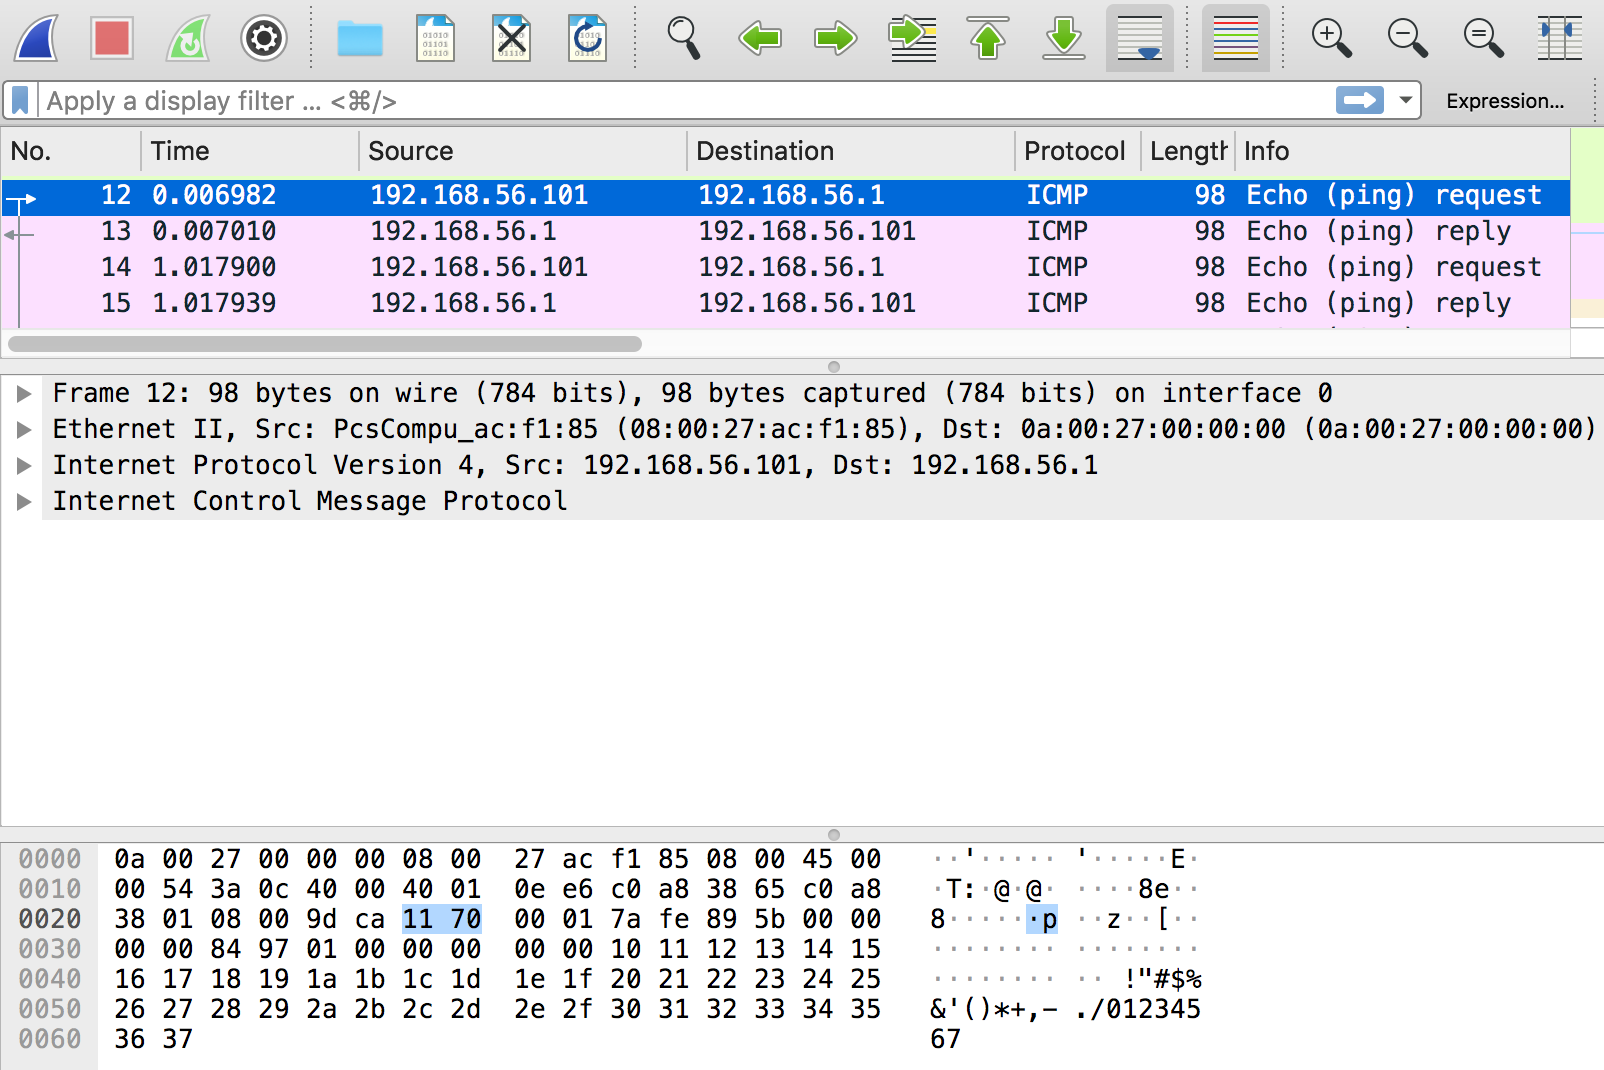 Apply a display filter ... <⌘/>
Expression...
No. Time Source Destination Protocol Length Info
12 0.006982 192.168.56.101 192.168.56.1 ICMP 98 Echo (ping) request
13 0.007010 192.168.56.1 192.168.56.101 ICMP 98 Echo (ping) reply
14 1.017900 192.168.56.101 192.168.56.1 ICMP 98 Echo (ping) request
15 1.017939 192.168.56.1 192.168.56.101 ICMP 98 Echo (ping) reply
Frame 12: 98 bytes on wire (784 bits), 98 bytes captured (784 bits) on interface 0
Ethernet II, Src: PcsCompu_ac:f1:85 (08:00:27:ac:f1:85), Dst: 0a:00:27:00:00:00 (0a:00:27:00:00:00)
Internet Protocol Version 4, Src: 192.168.56.101, Dst: 192.168.56.1
Internet Control Message Protocol
0000 0a 00 27 00 00 00 08 00 27 ac f1 85 08 00 45 00 ··'····· '·····E·
0010 00 54 3a 0c 40 00 40 01 0e e6 c0 a8 38 65 c0 a8 ·T:·@·@· ····8e··
0020 38 01 08 00 9d ca 11 70 00 01 7a fe 89 5b 00 00 8······p ··z··[··
0030 00 00 84 97 01 00 00 00 00 00 10 11 12 13 14 15 ········ ········
0040 16 17 18 19 1a 1b 1c 1d 1e 1f 20 21 22 23 24 25 ········ ·· !"#$%
0050 26 27 28 29 2a 2b 2c 2d 2e 2f 30 31 32 33 34 35 &'()*+,- ./012345
0060 36 37 67